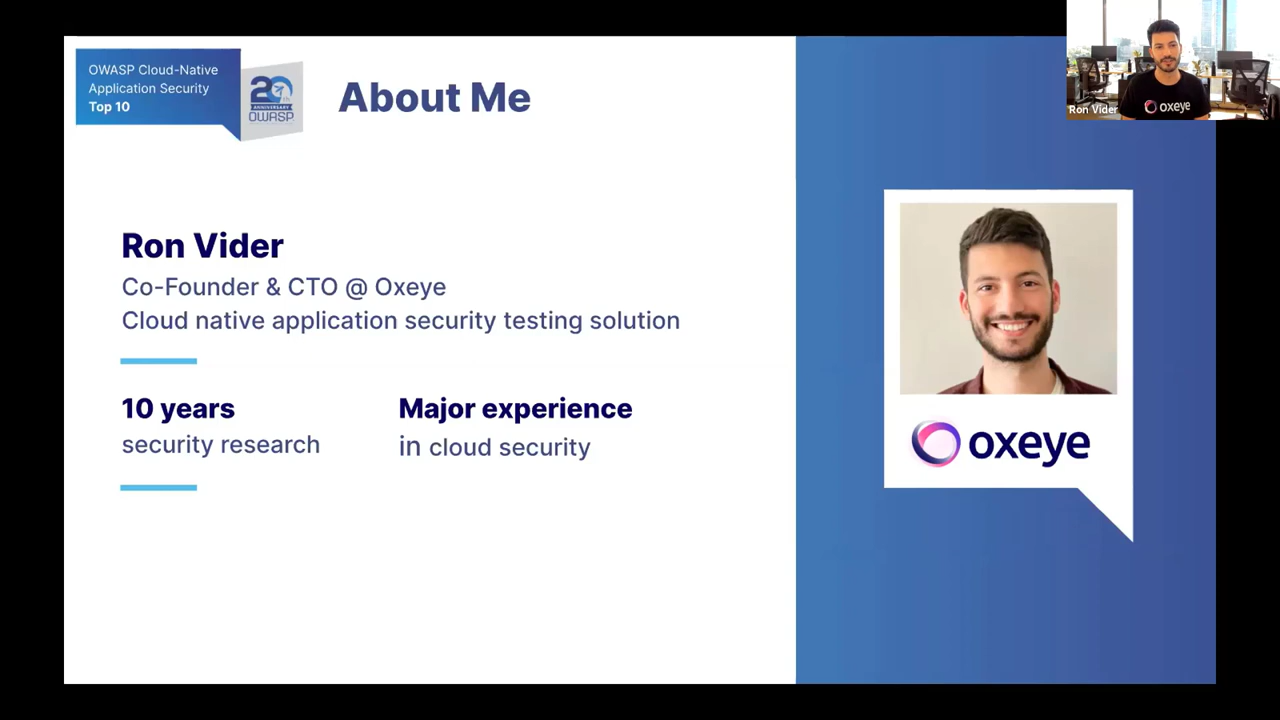 OWASP Cloud-Native
Application Security
Top 10
20th
ANNIVERSARY
OWASP
About Me
Ron Vider
oxeye
Ron Vider
Co-Founder & CTO @ Oxeye
Cloud native application security testing solution
10 years
security research
Major experience
in cloud security
oxeye